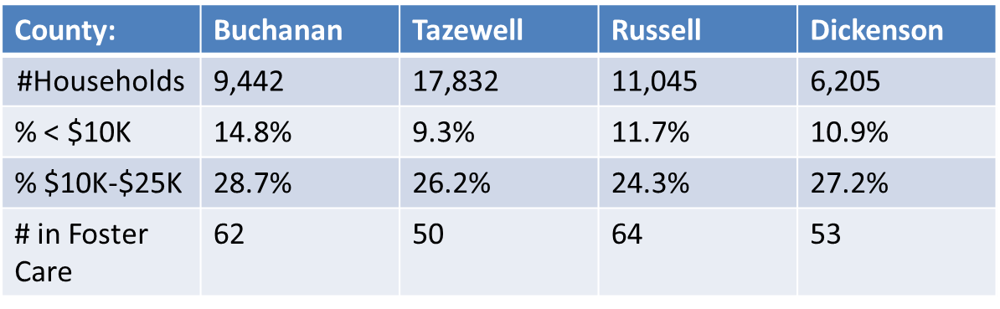 County: Buchanan Tazewell Russell Dickenson
#Households 9,442 17,832 11,045 6,205
% < $10K 14.8% 9.3% 11.7% 10.9%
% $10K-$25K 28.7% 26.2% 24.3% 27.2%
# in Foster 62 50 64 53
Care